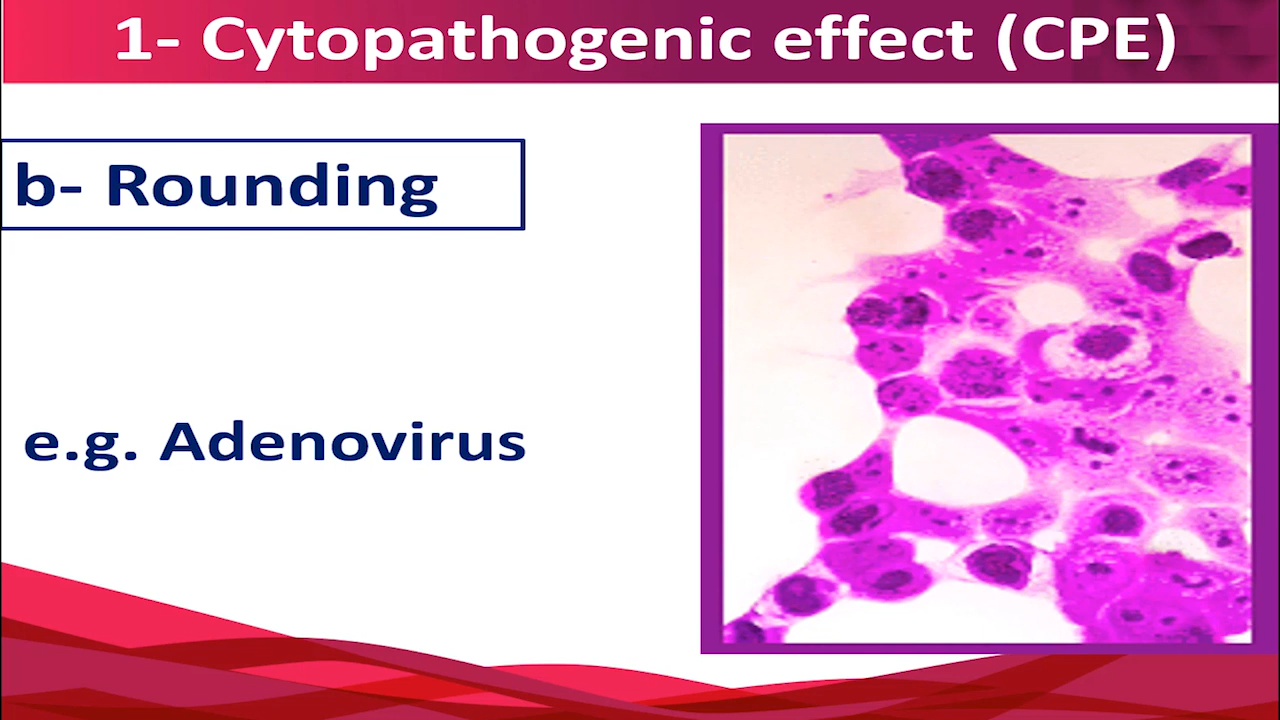 1- Cytopathogenic effect (CPE)
b- Rounding
e.g. Adenovirus